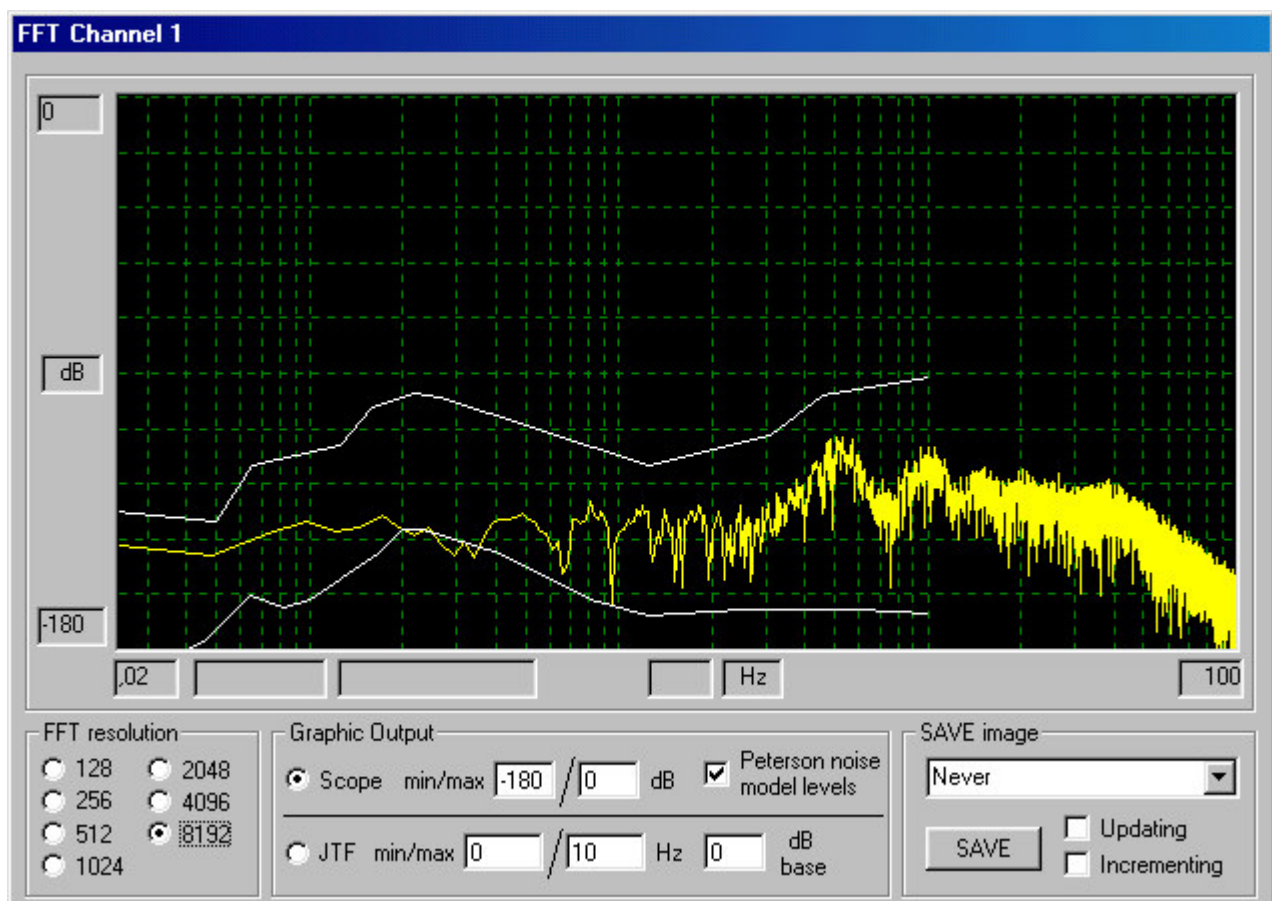 FFT Channel 1
0
dB
-180
,02
Hz
100
FFT resolution
128
2048
256
4096
512
8192
1024
Graphic Output
Scope min/max -180 / 0 dB
Peterson noise
model levels
JTF min/max 0 / 10 Hz 0 dB
base
SAVE image
Never
SAVE
Updating
Incrementing